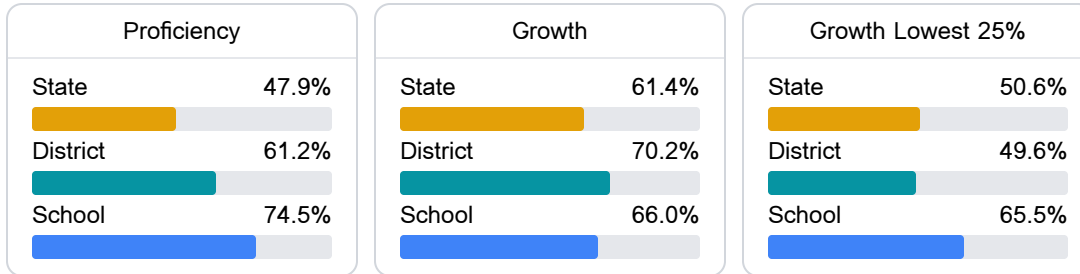 Proficiency
State 47.9%
District 61.2%
School 74.5%
Growth
State 61.4%
District 70.2%
School 66.0%
Growth Lowest 25%
State 50.6%
District 49.6%
School 65.5%